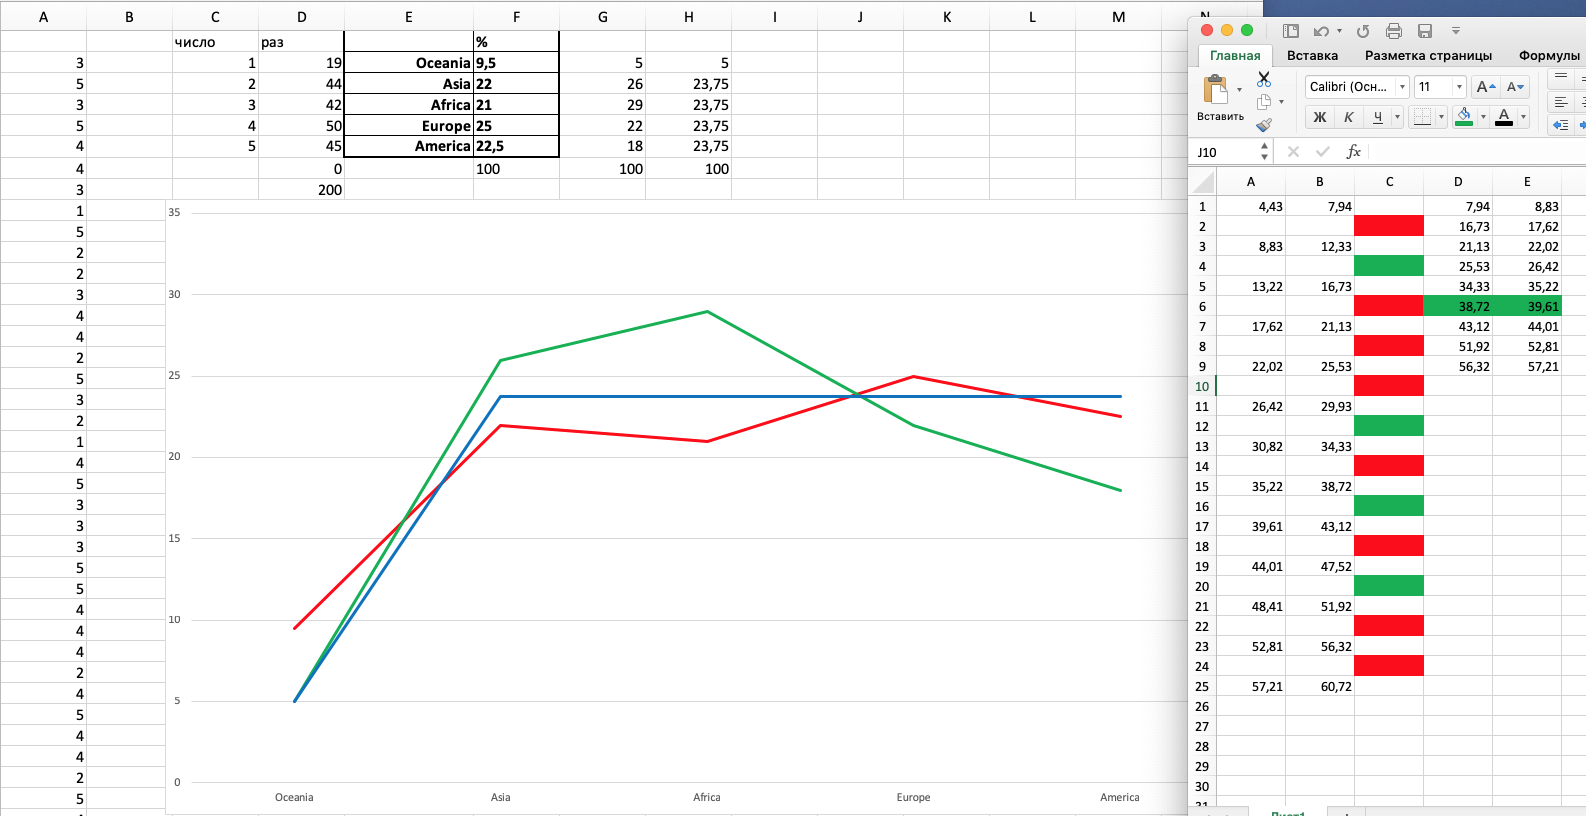 A B C D E F G H I J K L M N
число раз %
3 1 19 Oceania 9,5 5 5
5 2 44 Asia 22 26 23,75
3 3 42 Africa 21 29 23,75
5 4 50 Europe 25 22 23,75
4 5 45 America 22,5 18 23,75
4 0 100 100 100
3 200
1
5
2
2
3
4
4
2
5
3
2
1
4
5
3
3
3
5
5
4
4
4
2
4
5
4
4
2
5
35
30
25
20
15
10
5
0
Oceania Asia Africa Europe America
Главная Вставка Разметка страницы Формулы
Вставить
Calibri (Осн... 11 A A
Ж К Ч A
J10 fx
A B C D E
1 4,43 7,94 7,94 8,83
2 16,73 17,62
3 8,83 12,33 21,13 22,02
4 25,53 26,42
5 13,22 16,73 34,33 35,22
6 38,72 39,61
7 17,62 21,13 43,12 44,01
8 51,92 52,81
9 22,02 25,53 56,32 57,21
10
11 26,42 29,93
12
13 30,82 34,33
14
15 35,22 38,72
16
17 39,61 43,12
18
19 44,01 47,52
20
21 48,41 51,92
22
23 52,81 56,32
24
25 57,21 60,72
26
27
28
29
30
31
Лист1